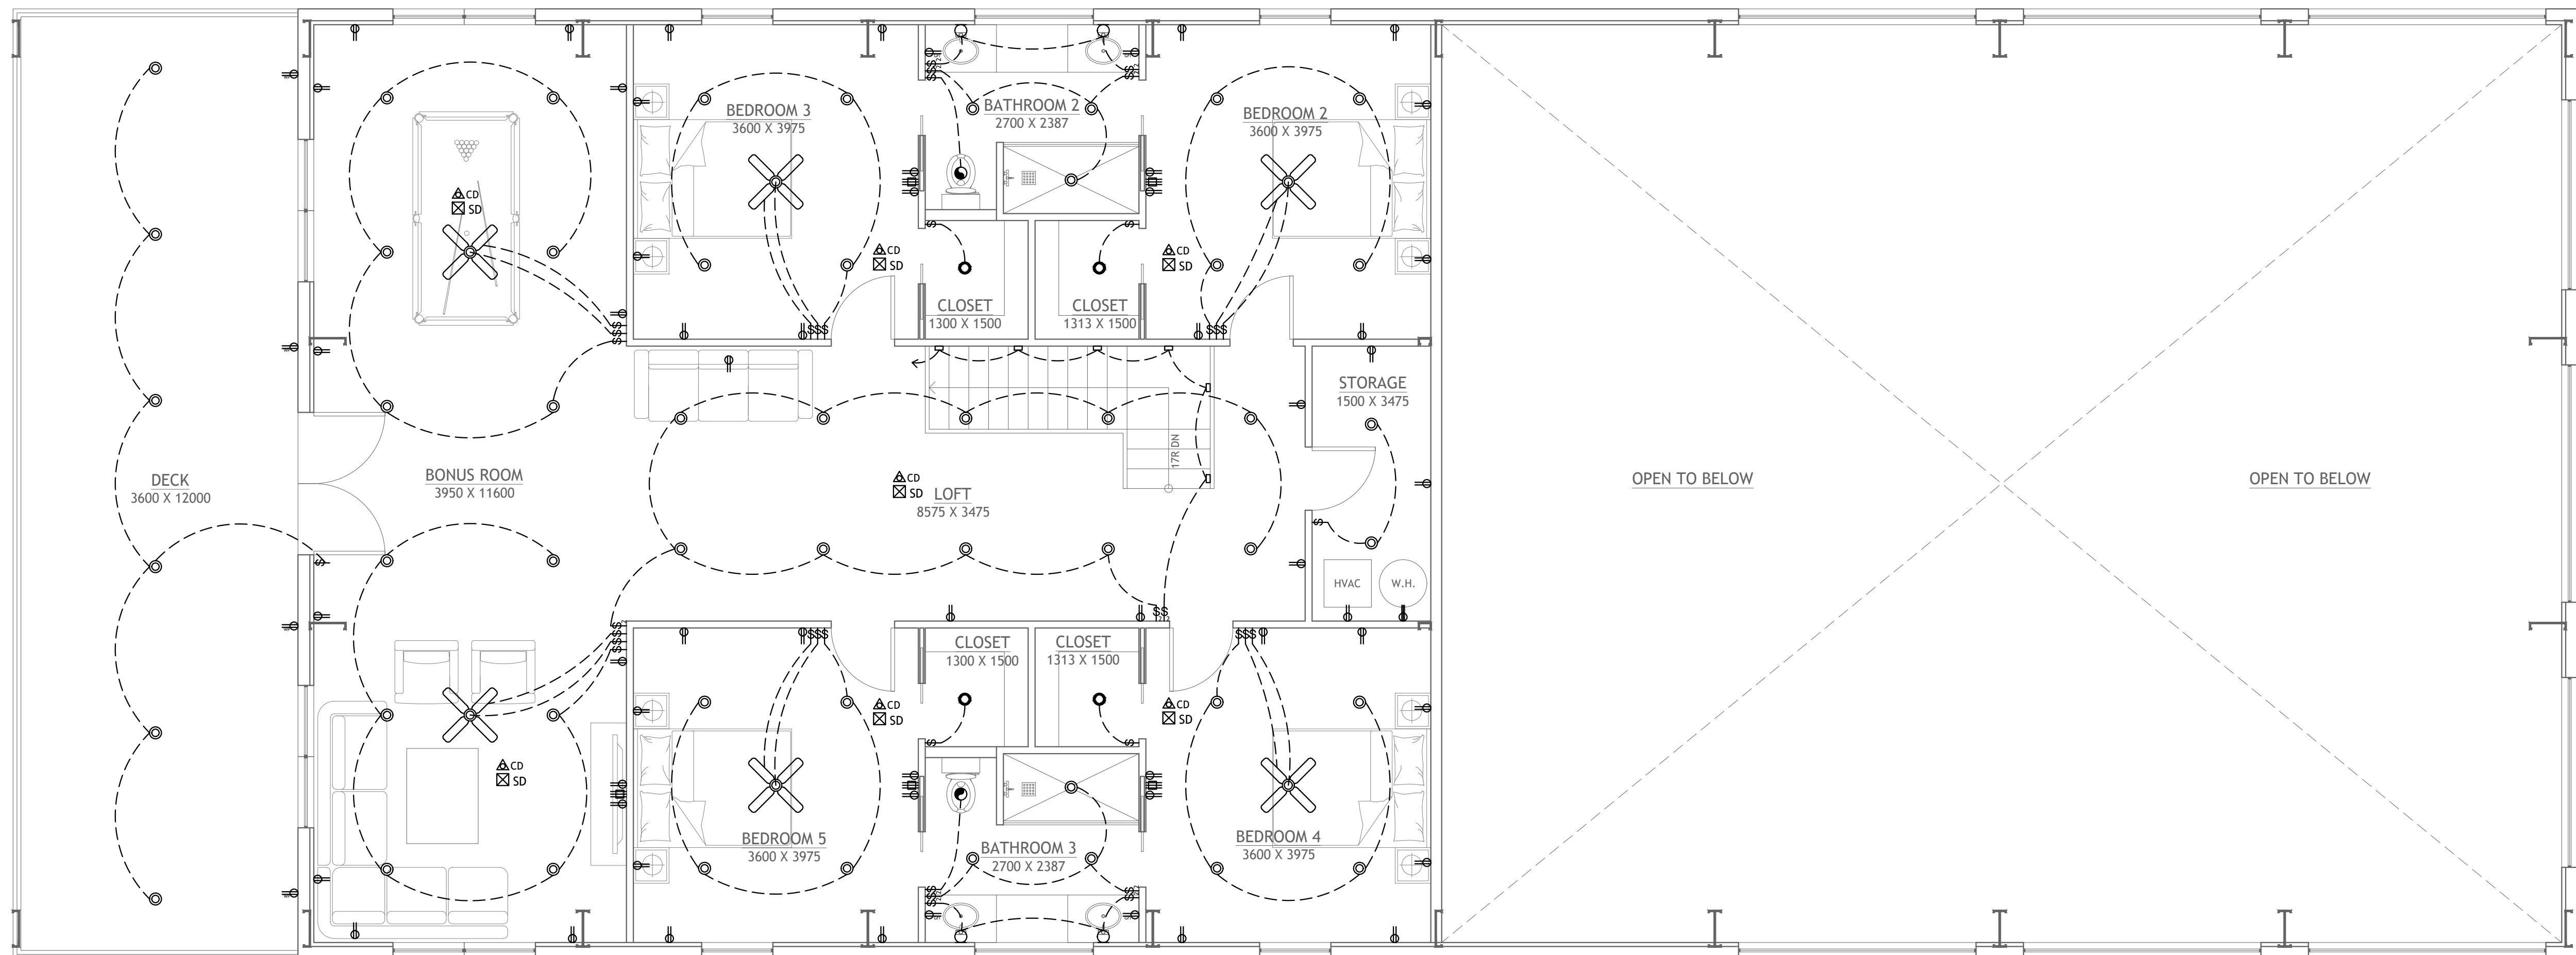 BEDROOM 3
3600 X 3975
BATHROOM 2
2700 X 2387
BEDROOM 2
3600 X 3975
CD
SD
CD
SD
CD
SD
CLOSET
1300 X 1500
CLOSET
1313 X 1500
STORAGE
1500 X 3475
17R DN
DECK
3600 X 12000
BONUS ROOM
3950 X 11600
CD
SD
LOFT
8575 X 3475
OPEN TO BELOW
OPEN TO BELOW
HVAC
W.H.
CLOSET
1300 X 1500
CLOSET
1313 X 1500
CD
SD
CD
SD
CD
SD
BEDROOM 5
3600 X 3975
BATHROOM 3
2700 X 2387
BEDROOM 4
3600 X 3975